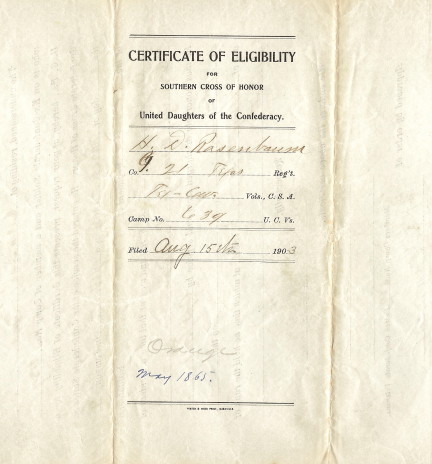 CERTIFICATE OF ELIGIBILITY
FOR
SOUTHERN CROSS OF HONOR
OF
United Daughters of the Confederacy.
H. D. Rosenbaum
Co. G. 21 Texas Reg't.
Vols., C. S. A.
Camp No. 639 U. C. Vs.
Filed Aug 15th 1903
Orange
May 1865.